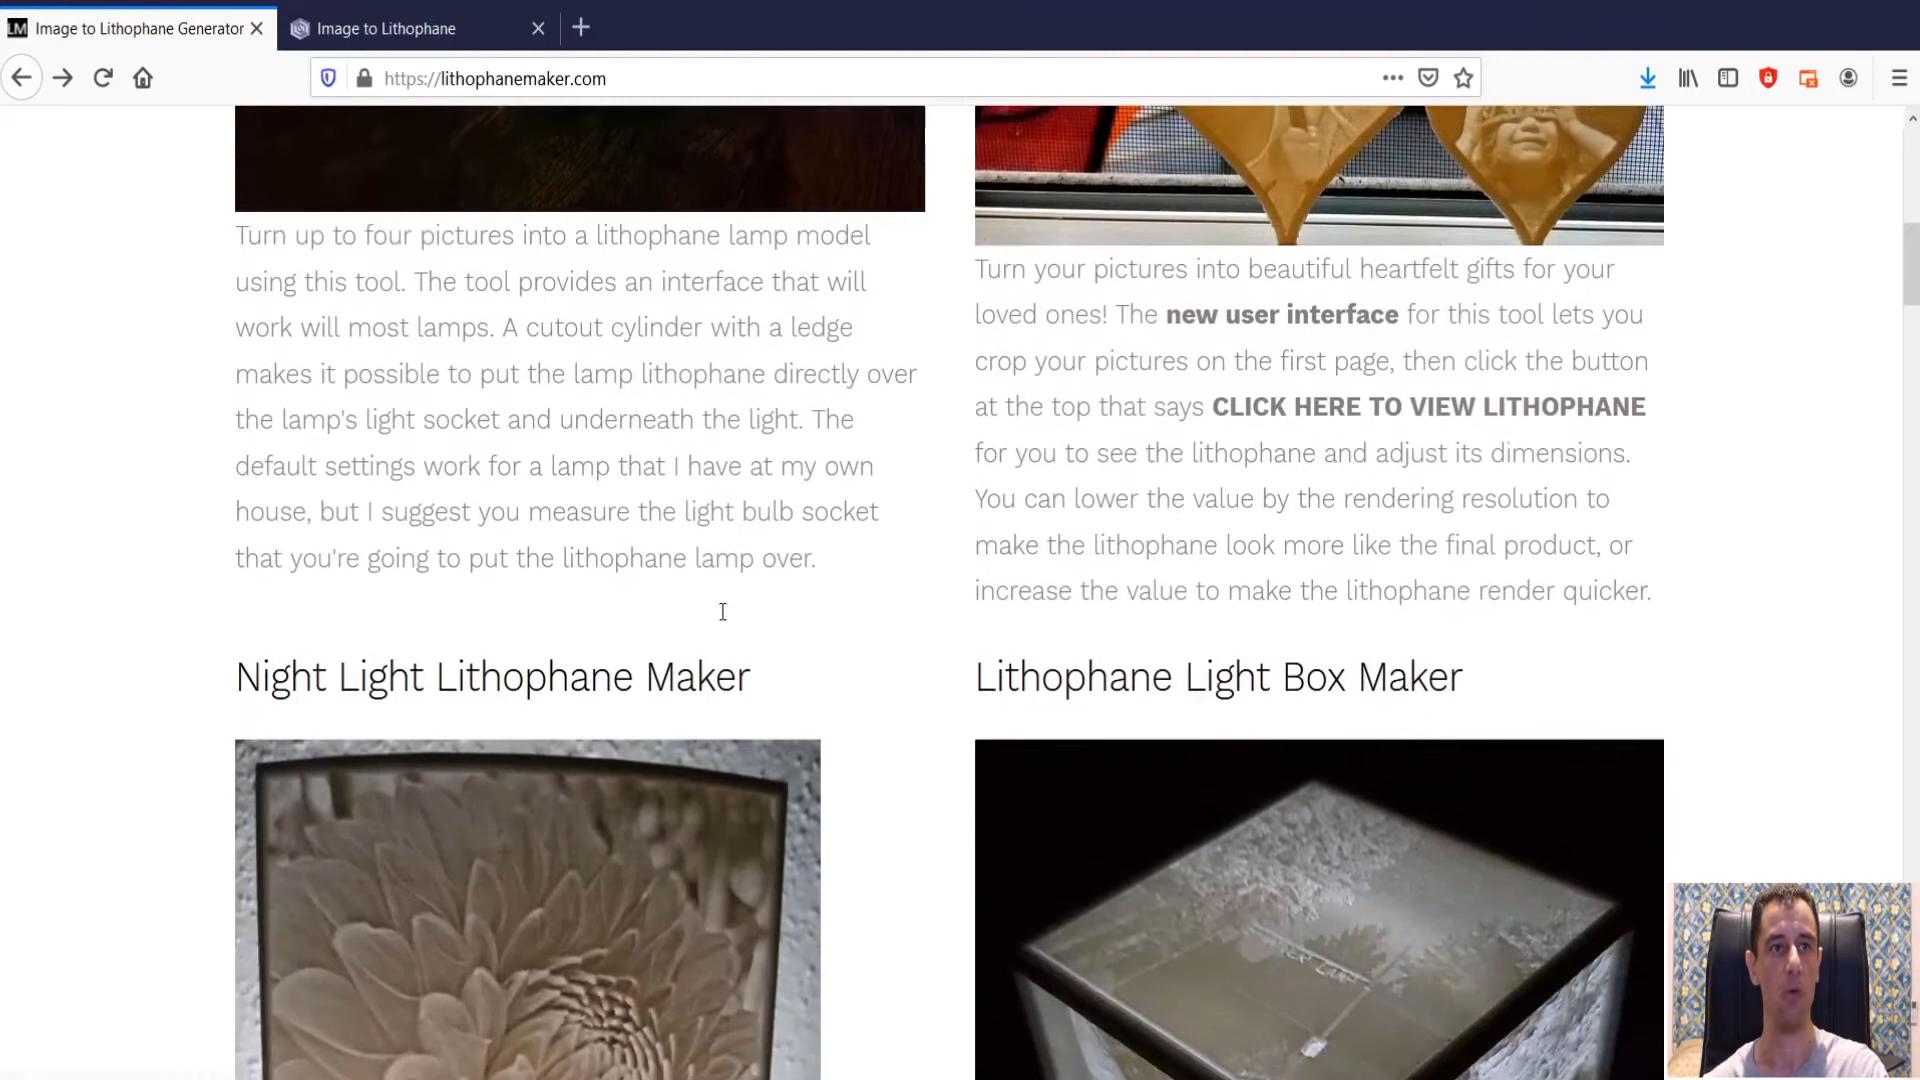 LM Image to Lithophane Generator
Image to Lithophane
https://lithophanemaker.com
Turn up to four pictures into a lithophane lamp model
using this tool. The tool provides an interface that will
work will most lamps. A cutout cylinder with a ledge
makes it possible to put the lamp lithophane directly over
the lamp's light socket and underneath the light. The
default settings work for a lamp that I have at my own
house, but I suggest you measure the light bulb socket
that you're going to put the lithophane lamp over.
Turn your pictures into beautiful heartfelt gifts for your
loved ones! The new user interface for this tool lets you
crop your pictures on the first page, then click the button
at the top that says CLICK HERE TO VIEW LITHOPHANE
for you to see the lithophane and adjust its dimensions.
You can lower the value by the rendering resolution to
make the lithophane look more like the final product, or
increase the value to make the lithophane render quicker.
Night Light Lithophane Maker
Lithophane Light Box Maker